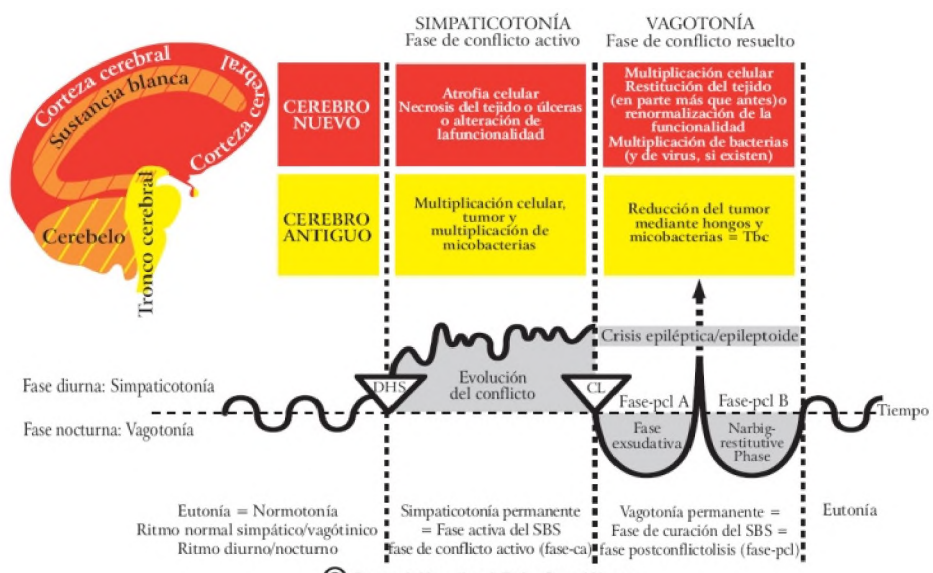 SIMPATICOTONÍA
Fase de conflicto activo
VAGOTONÍA
Fase de conflicto resuelto
Corteza cerebral
Corteza cerebral
Sustancia blanca
Cerebelo
Tronco cerebral
CEREBRO
NUEVO
Atrofia celular
Necrosis del tejido o úlceras
o alteración de
lafuncionalidad
Multiplicación celular
Restitución del tejido
(en parte más que antes)o
renormalización de la
funcionalidad
Multiplicación de bacterias
(y de virus, si existen)
CEREBRO
ANTIGUO
Multiplicación celular,
tumor y
multiplicación de
micobacterias
Reducción del tumor
mediante hongos y
micobacterias = Tbc
Crisis epiléptica/epileptoide
Fase diurna: Simpaticotonía
DHS
Evolución
del conflicto
CL
Fase-pcl A
Fase-pcl B
Tiempo
Fase nocturna: Vagotonía
Fase
exsudativa
Narbig-
restitutive
Phase
Eutonía = Normotonía
Ritmo normal simpático/vagótinico
Ritmo diurno/nocturno
Simpaticotonía permanente
= Fase activa del SBS
fase de conflicto activo (fase-ca)
Vagotonía permanente =
Fase de curación del SBS =
fase postconflictolisis (fase-pcl)
Eutonía